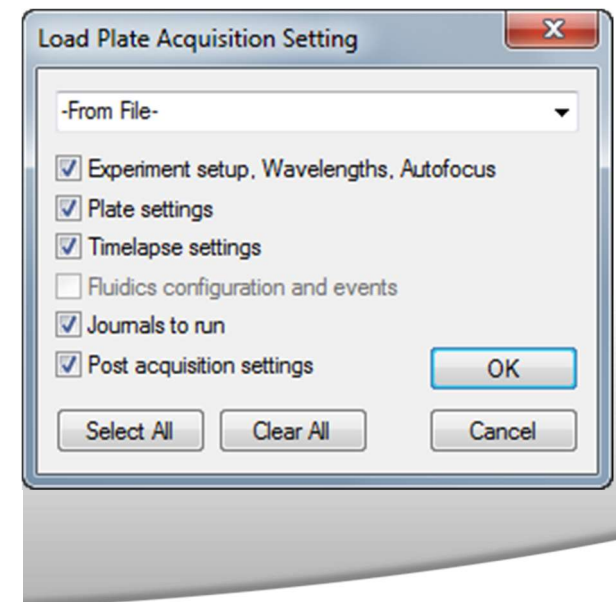 Load Plate Acquisition Setting
-From File-
Experiment setup, Wavelengths, Autofocus
Plate settings
Timelapse settings
Fluidics configuration and events
Journals to run
Post acquisition settings
OK
Select All
Clear All
Cancel